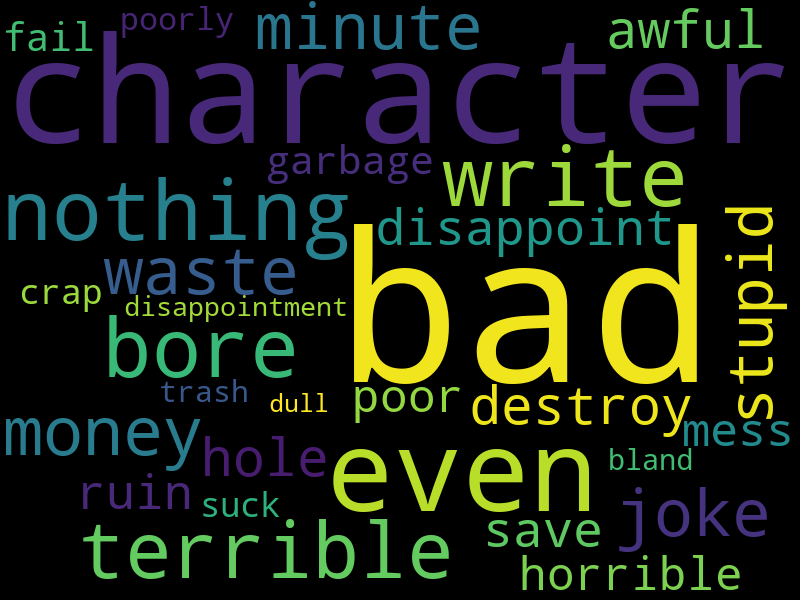 fail poorly minute awful
character
garbage write
nothing disappoint
waste stupid
crap disappointment bad
bore
trash dull poor destroy
money hole even mess
ruin suck bland
terrible save joke
horrible